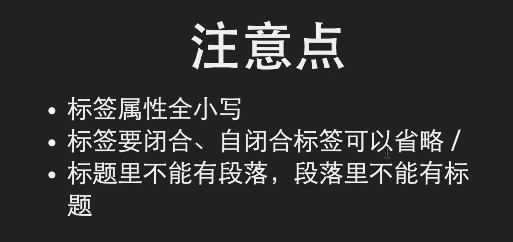 注意点
• 标签属性全小写
• 标签要闭合、自闭合标签可以省略 /
• 标题里不能有段落，段落里不能有标
题